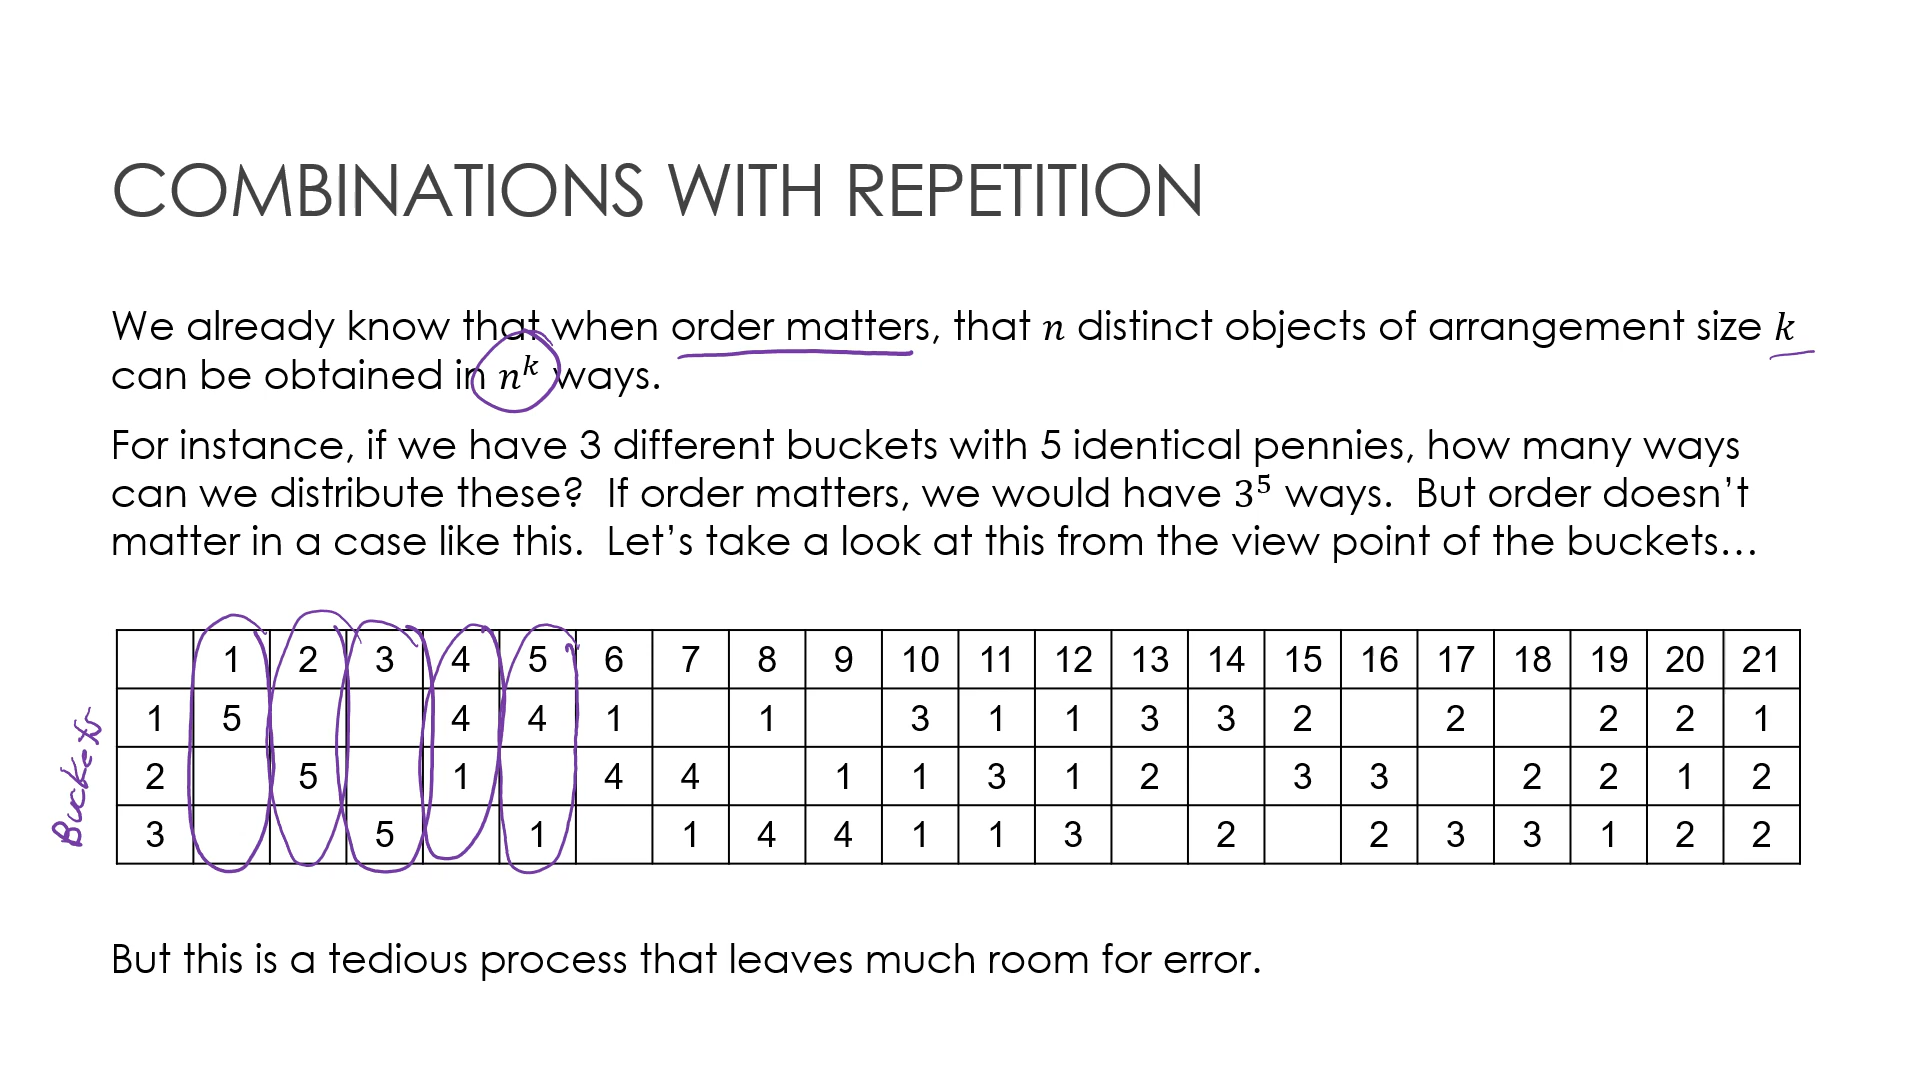 COMBINATIONS WITH REPETITION
We already know that when order matters, that n distinct objects of arrangement size k
can be obtained in n^k ways.
For instance, if we have 3 different buckets with 5 identical pennies, how many ways
can we distribute these? If order matters, we would have 3^5 ways. But order doesn't
matter in a case like this. Let's take a look at this from the view point of the buckets…
1 2 3 4 5 6 7 8 9 10 11 12 13 14 15 16 17 18 19 20 21
Buckets
1 5 4 4 1 1 3 1 1 3 3 2 2 2 2 1
2 5 1 4 4 1 1 3 1 2 3 3 2 2 1 2
3 5 1 1 4 4 1 1 3 2 2 3 3 1 2 2
But this is a tedious process that leaves much room for error.